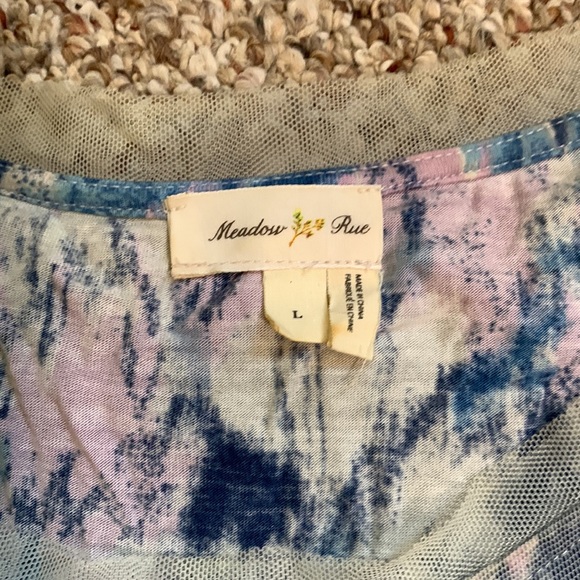 Meadow Rue
L
MADE IN CHINA
FABRIQUÉ EN CHINE